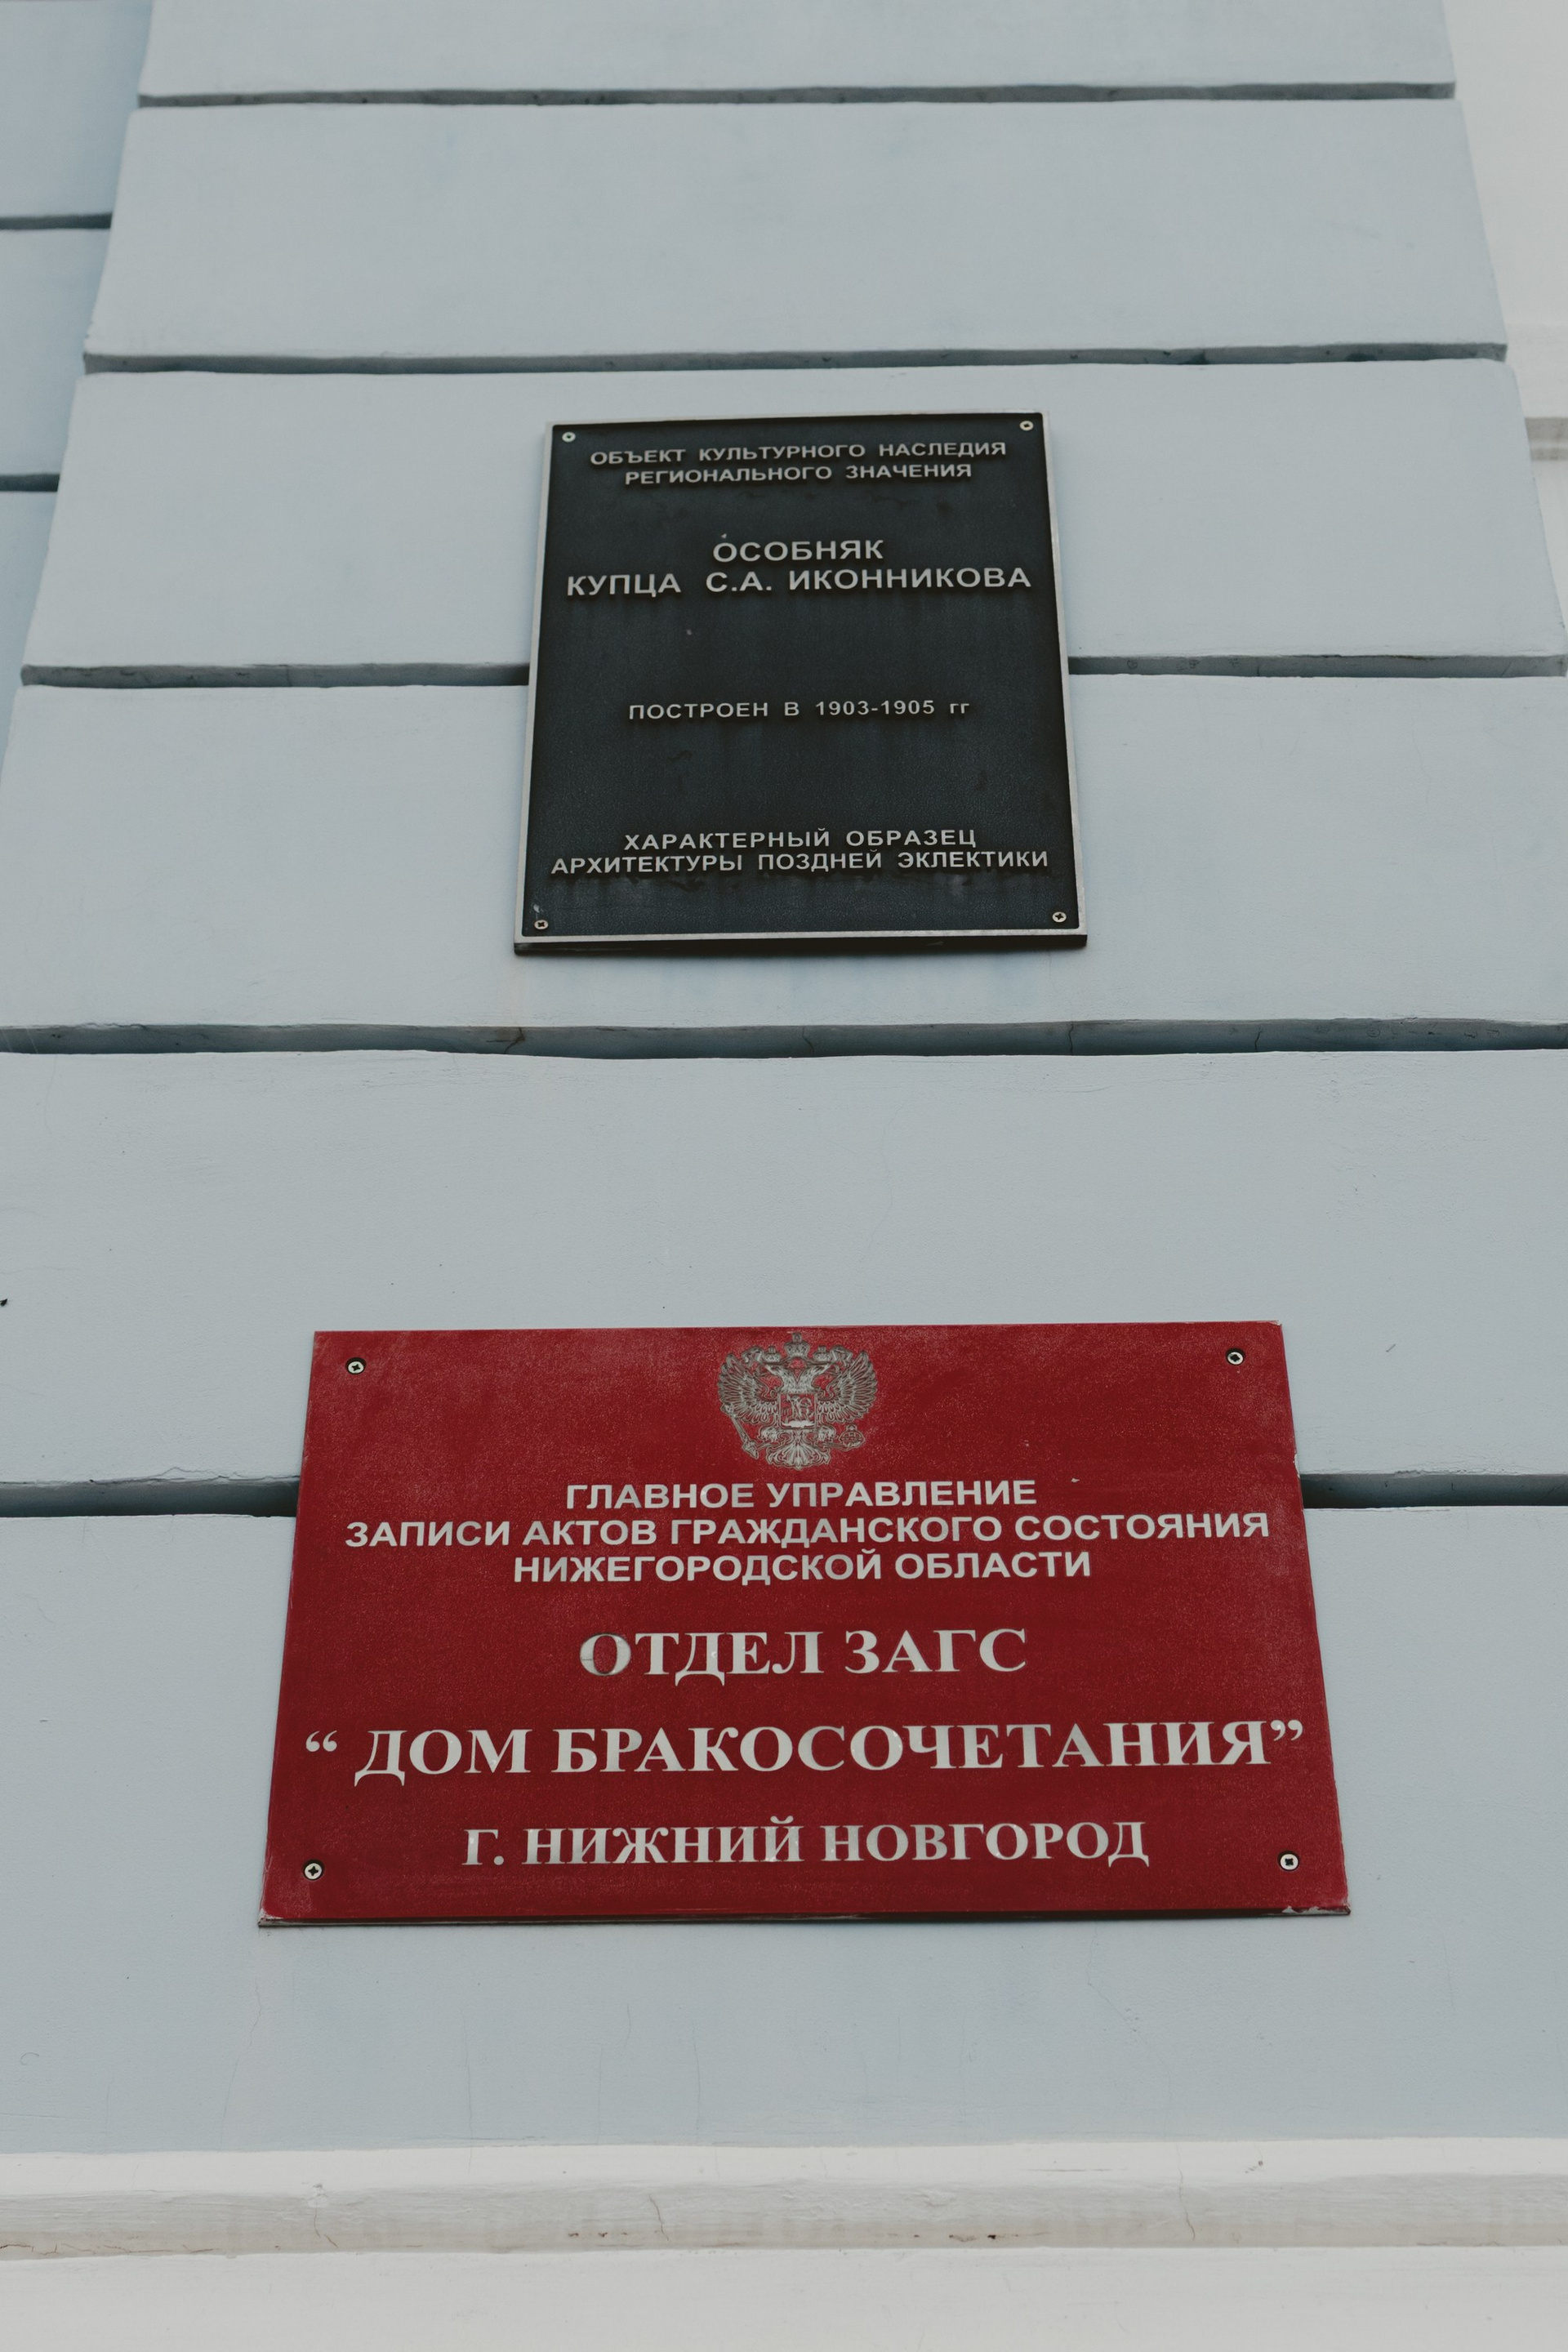 ОБЪЕКТ КУЛЬТУРНОГО НАСЛЕДИЯ
РЕГИОНАЛЬНОГО ЗНАЧЕНИЯ
ОСОБНЯК
КУПЦА С.А. ИКОННИКОВА
ПОСТРОЕН В 1903-1905 гг
ХАРАКТЕРНЫЙ ОБРАЗЕЦ
АРХИТЕКТУРЫ ПОЗДНЕЙ ЭКЛЕКТИКИ
ГЛАВНОЕ УПРАВЛЕНИЕ
ЗАПИСИ АКТОВ ГРАЖДАНСКОГО СОСТОЯНИЯ
НИЖЕГОРОДСКОЙ ОБЛАСТИ
ОТДЕЛ ЗАГС
“ ДОМ БРАКОСОЧЕТАНИЯ”
Г. НИЖНИЙ НОВГОРОД